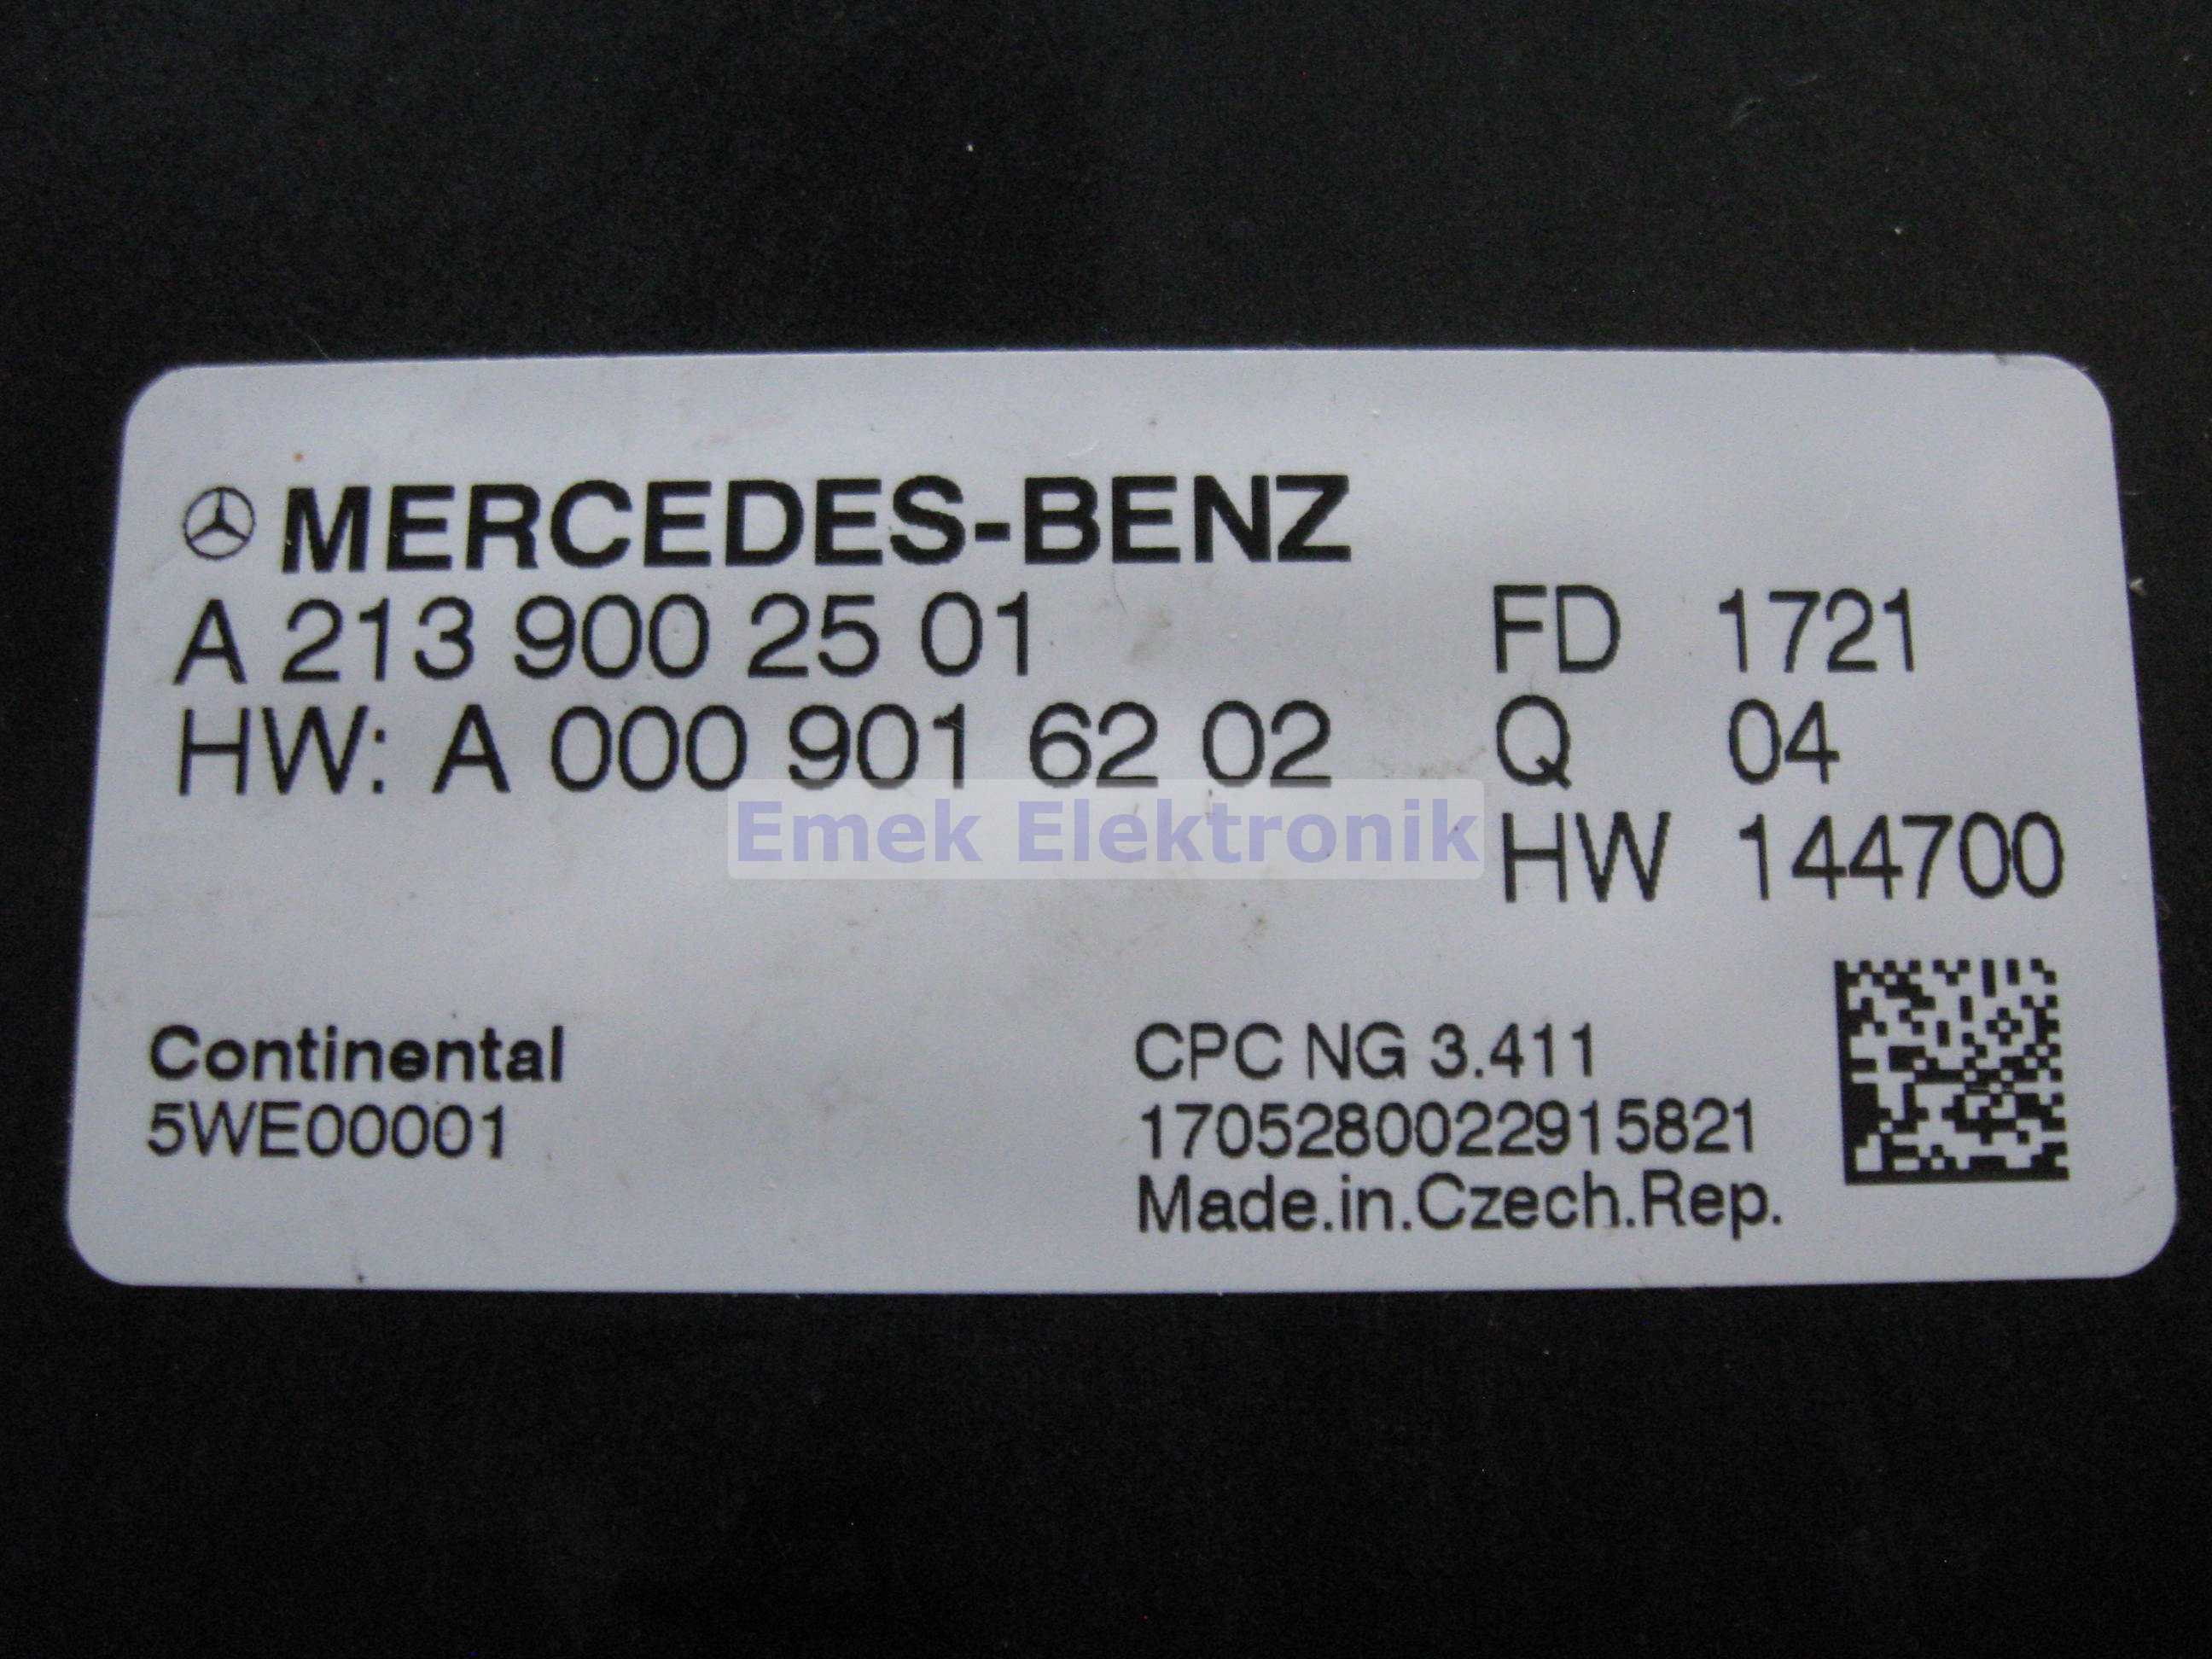 MERCEDES-BENZ
A 213 900 25 01 FD 1721
HW: A 000 901 62 02 Q 04
Emek Elektronik HW 144700
Continental CPC NG 3.411
5WE00001 1705280022915821
Made.in.Czech.Rep.